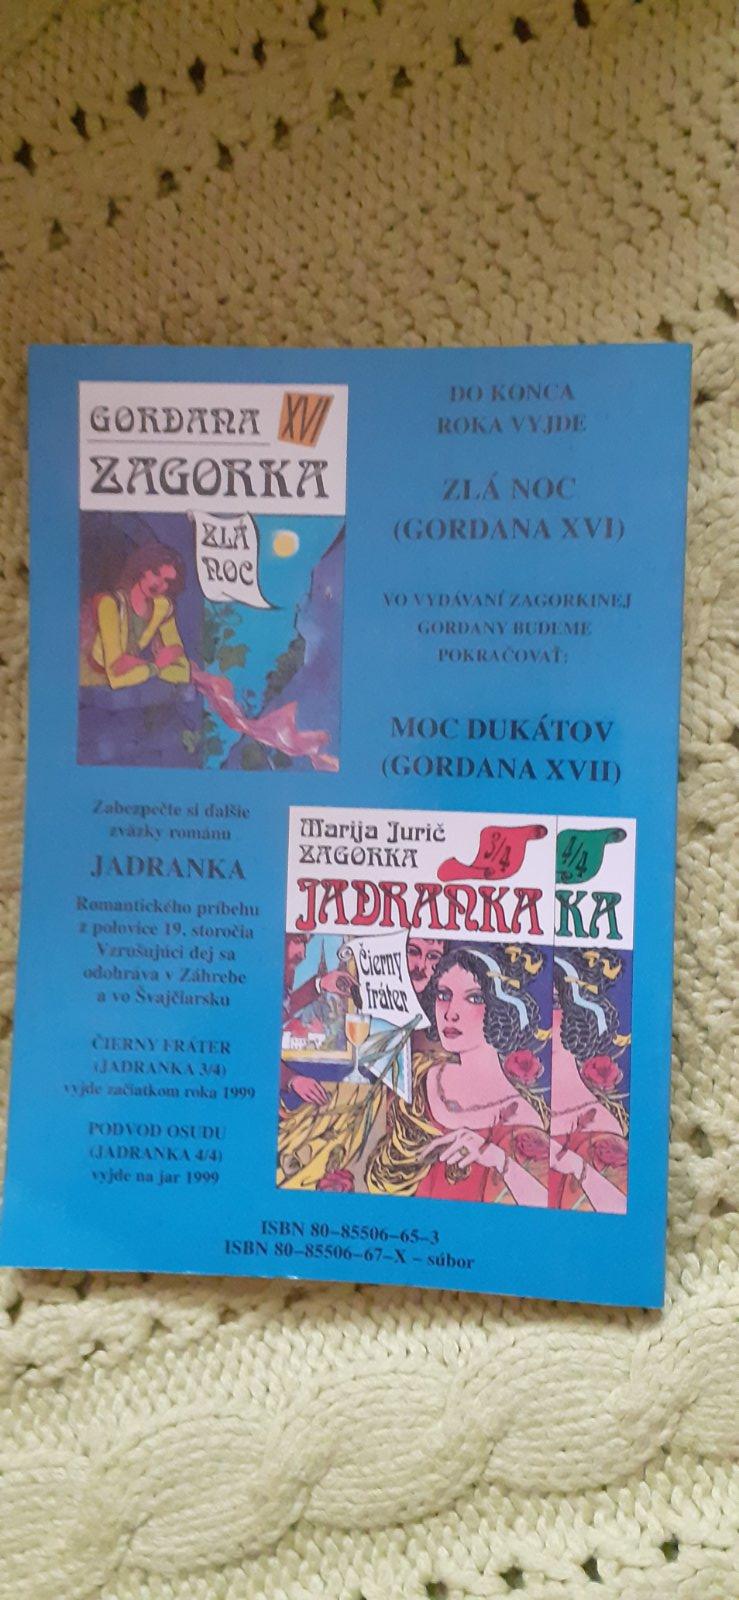 GORDANA XVI
ZAGORKA
ZLÁ
NOC
DO KONCA
ROKA VYJDE
ZLÁ NOC
(GORDANA XVI)
VO VYDÁVANÍ ZAGORKINEJ
GORDANY BUDEME
POKRAČOVAŤ:
MOC DUKÁTOV
(GORDANA XVII)
Zabezpečte si ďalšie
zväzky románu
JADRANKA
Romantického príbehu
z polovice 19. storočia
Vzrušujúci dej sa
odohráva v Záhrebe
a vo Švajčiarsku
ČIERNY FRÁTER
(JADRANKA 3/4)
vyjde začiatkom roka 1999
PODVOD OSUDU
(JADRANKA 4/4)
vyjde na jar 1999
Marija Jurič
ZAGORKA
3/4
4/4
JADRANKA
KA
Čierny
fráter
ISBN 80–85506–65–3
ISBN 80–85506–67–X – súbor